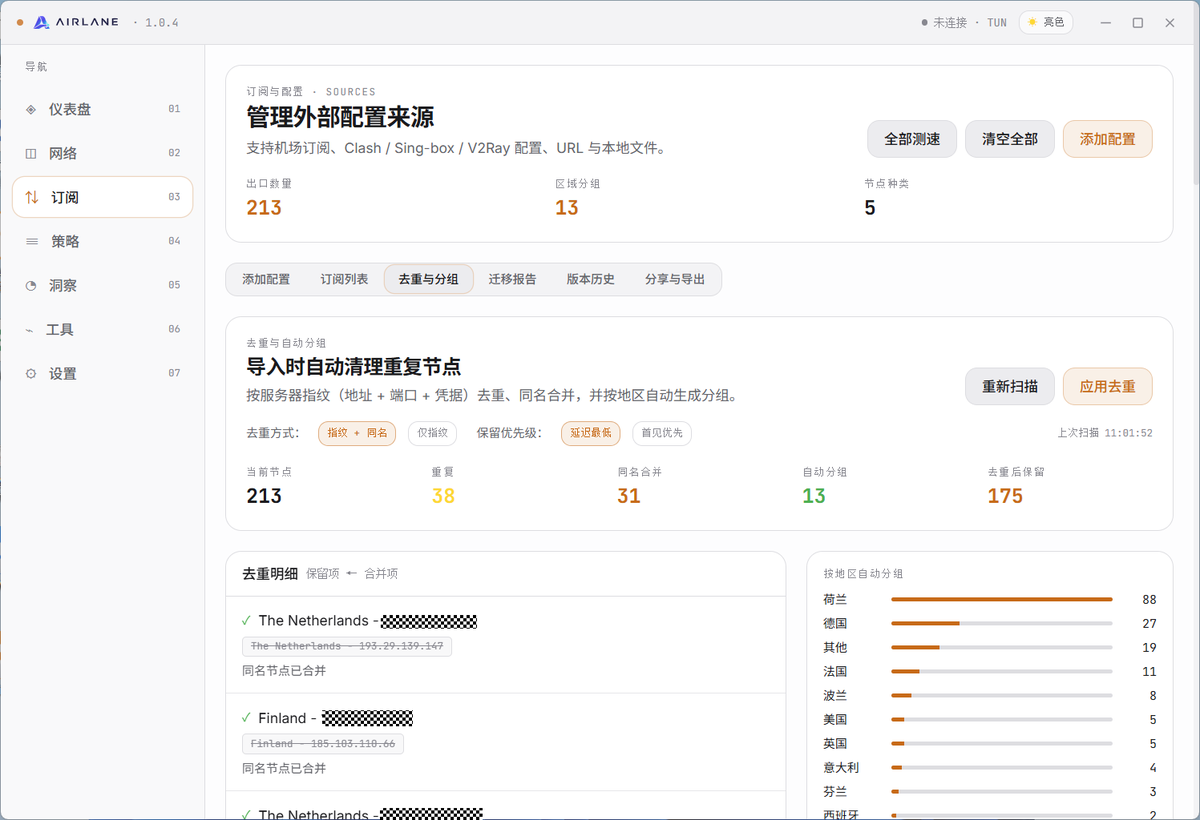 AIRLANE · 1.0.4
未连接 · TUN
亮色
导航
仪表盘 01
网络 02
订阅 03
策略 04
洞察 05
工具 06
设置 07
订阅与配置 · SOURCES
管理外部配置来源
支持机场订阅、Clash / Sing-box / V2Ray 配置、URL 与本地文件。
全部测速 清空全部 添加配置
出口数量 区域分组 节点种类
213 13 5
添加配置 订阅列表 去重与分组 迁移报告 版本历史 分享与导出
去重与自动分组
导入时自动清理重复节点
按服务器指纹（地址 + 端口 + 凭据）去重、同名合并，并按地区自动生成分组。
重新扫描 应用去重
去重方式： 指纹 + 同名 仅指纹 保留优先级： 延迟最低 首见优先 上次扫描 11:01:52
当前节点 重复 同名合并 自动分组 去重后保留
213 38 31 13 175
去重明细 保留项 ← 合并项
✓ The Netherlands -
The Netherlands - 193.29.139.147
同名节点已合并
✓ Finland -
Finland - 185.103.110.66
同名节点已合并
✓ The Netherlands -
按地区自动分组
荷兰 88
德国 27
其他 19
法国 11
波兰 8
美国 5
英国 5
意大利 4
芬兰 3
西班牙 2